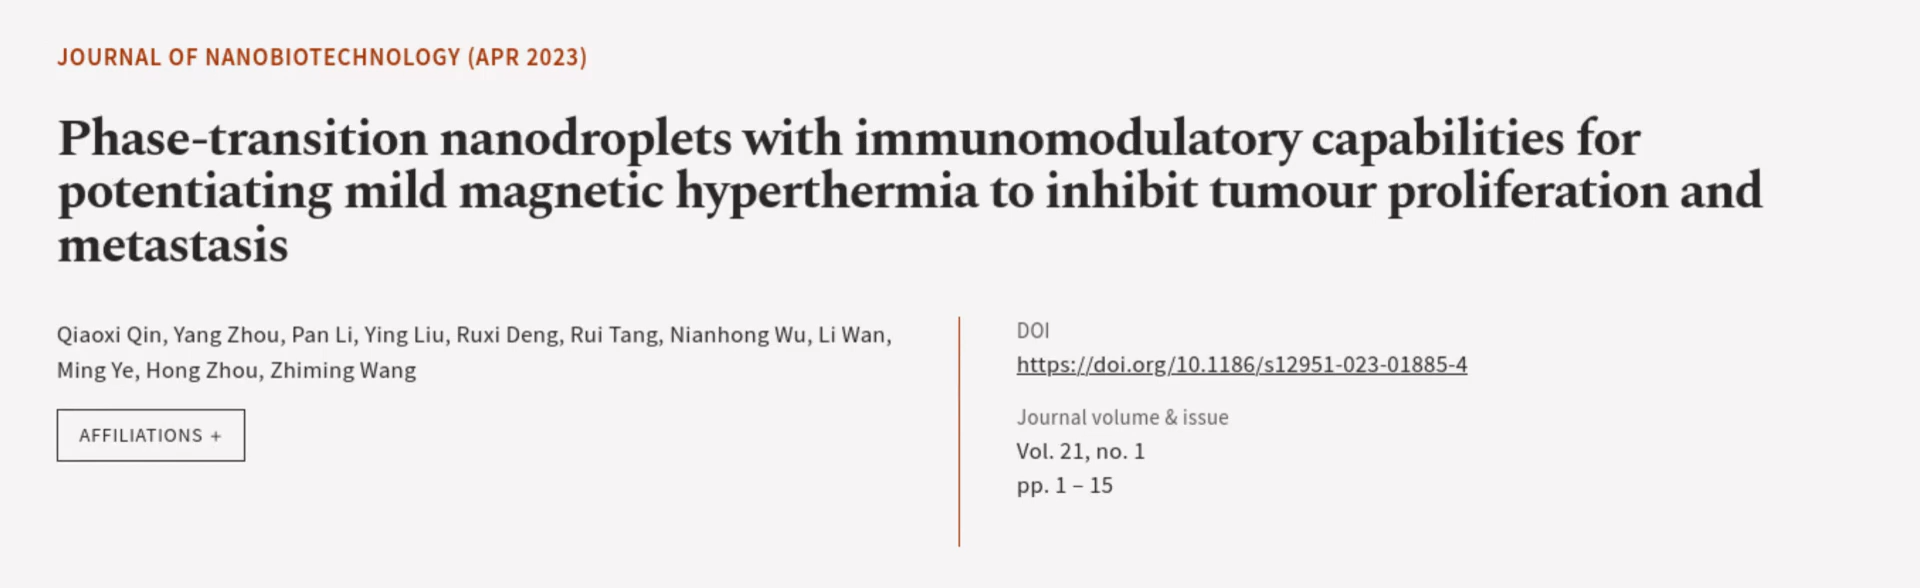 JOURNAL OF NANOBIOTECHNOLOGY (APR 2023)
Phase-transition nanodroplets with immunomodulatory capabilities for
potentiating mild magnetic hyperthermia to inhibit tumour proliferation and
metastasis
Qiaoxi Qin, Yang Zhou, Pan Li, Ying Liu, Ruxi Deng, Rui Tang, Nianhong Wu, Li Wan,
Ming Ye, Hong Zhou, Zhiming Wang
AFFILIATIONS +
DOI
https://doi.org/10.1186/s12951-023-01885-4
Journal volume & issue
Vol. 21, no. 1
pp. 1 – 15